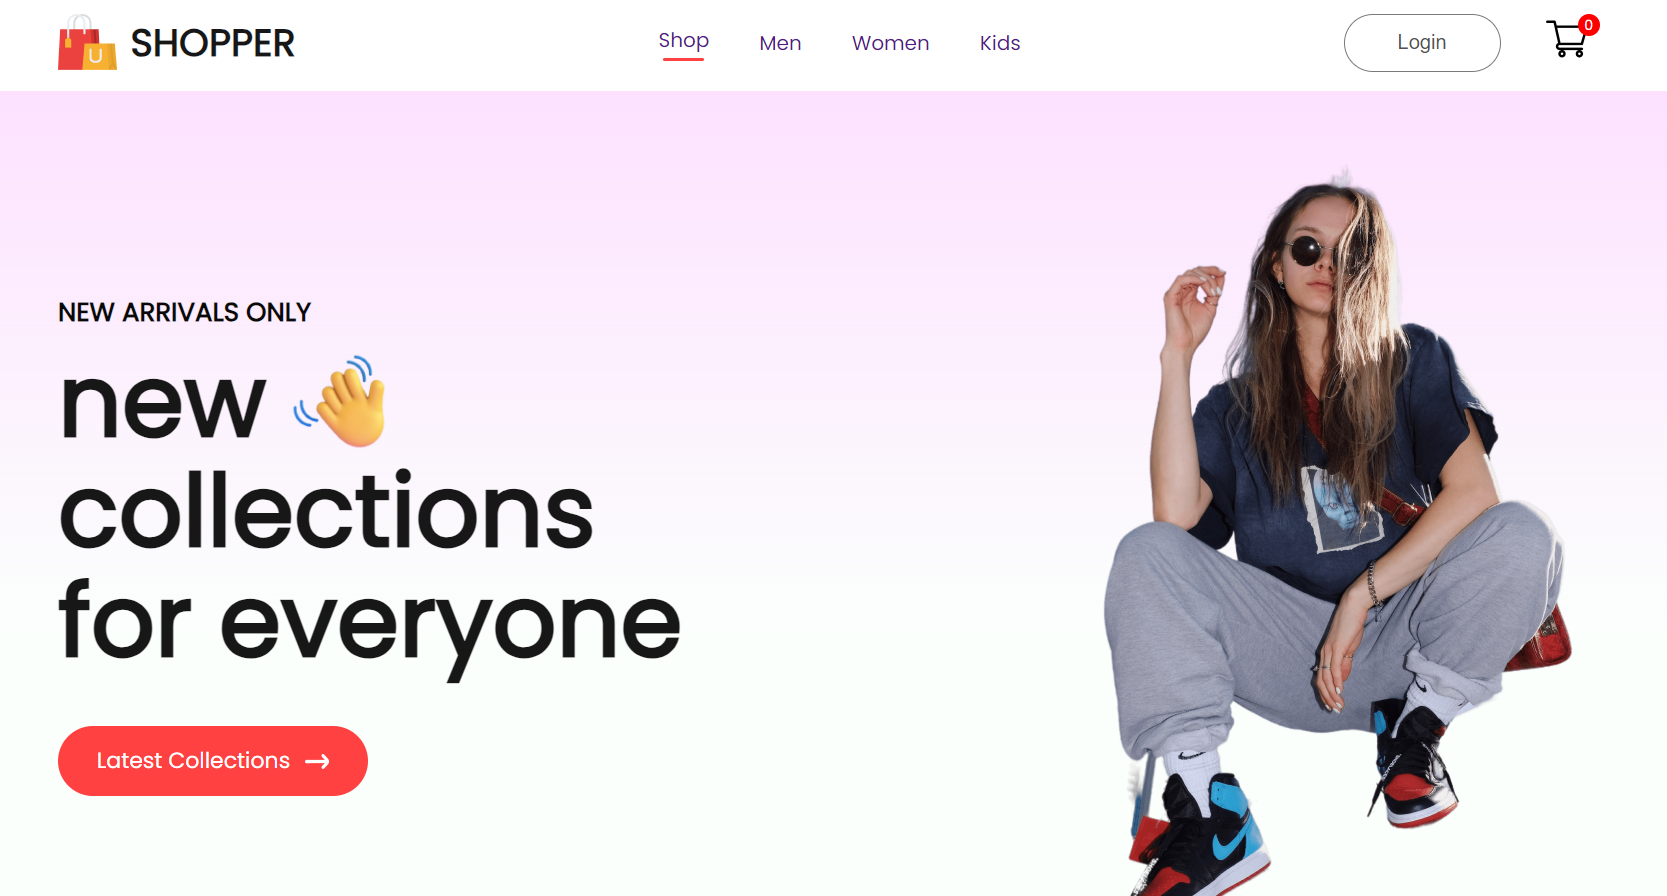 SHOPPER
Shop
Men
Women
Kids
Login
0
U
NEW ARRIVALS ONLY
new 👋
collections
for everyone
Latest Collections →